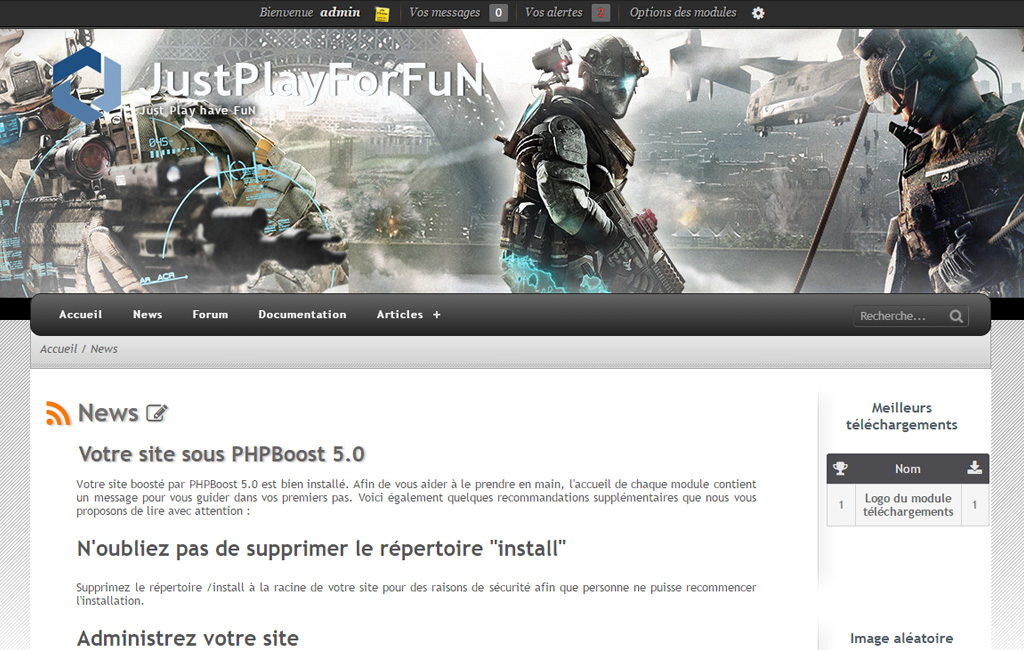 Bienvenue admin Vos messages 0 Vos alertes 2 Options des modules
JustPlayForFuN
Just Play have FuN
045°
AR ACR
Accueil News Forum Documentation Articles + Recherche...
Accueil / News
News
Votre site sous PHPBoost 5.0
Votre site boosté par PHPBoost 5.0 est bien installé. Afin de vous aider à le prendre en main, l'accueil de chaque module contient
un message pour vous guider dans vos premiers pas. Voici également quelques recommandations supplémentaires que nous vous
proposons de lire avec attention :
N'oubliez pas de supprimer le répertoire "install"
Supprimez le répertoire /install à la racine de votre site pour des raisons de sécurité afin que personne ne puisse recommencer
l'installation.
Administrez votre site
Meilleurs
téléchargements
Nom
1 Logo du module 1
téléchargements
Image aléatoire